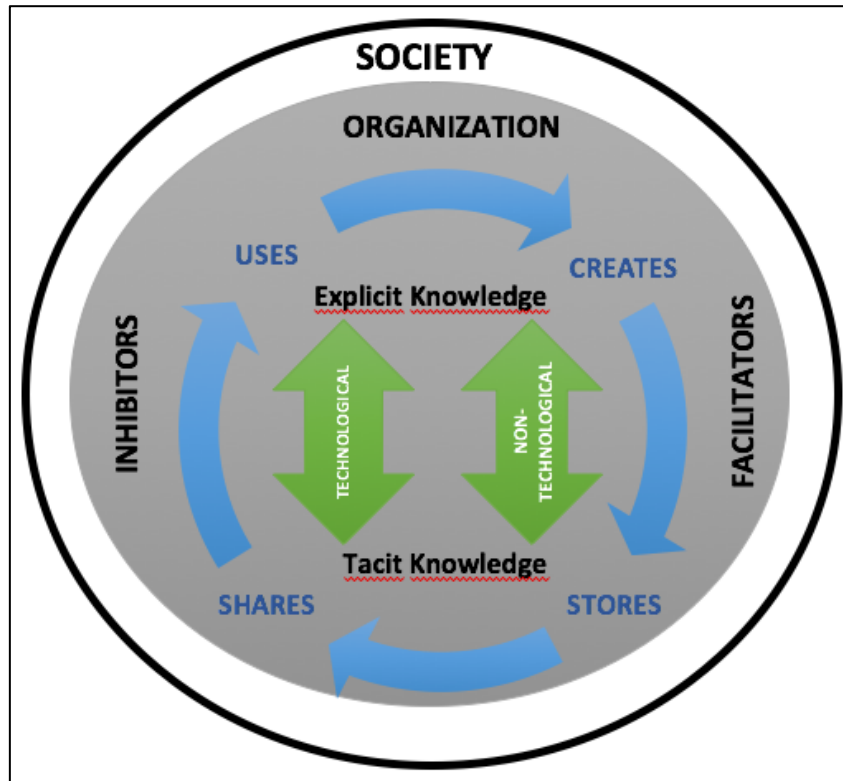 SOCIETY
ORGANIZATION
USES
CREATES
Explicit Knowledge
INHIBITORS
TECHNOLOGICAL
NON-
TECHNOLOGICAL
FACILITATORS
Tacit Knowledge
SHARES
STORES